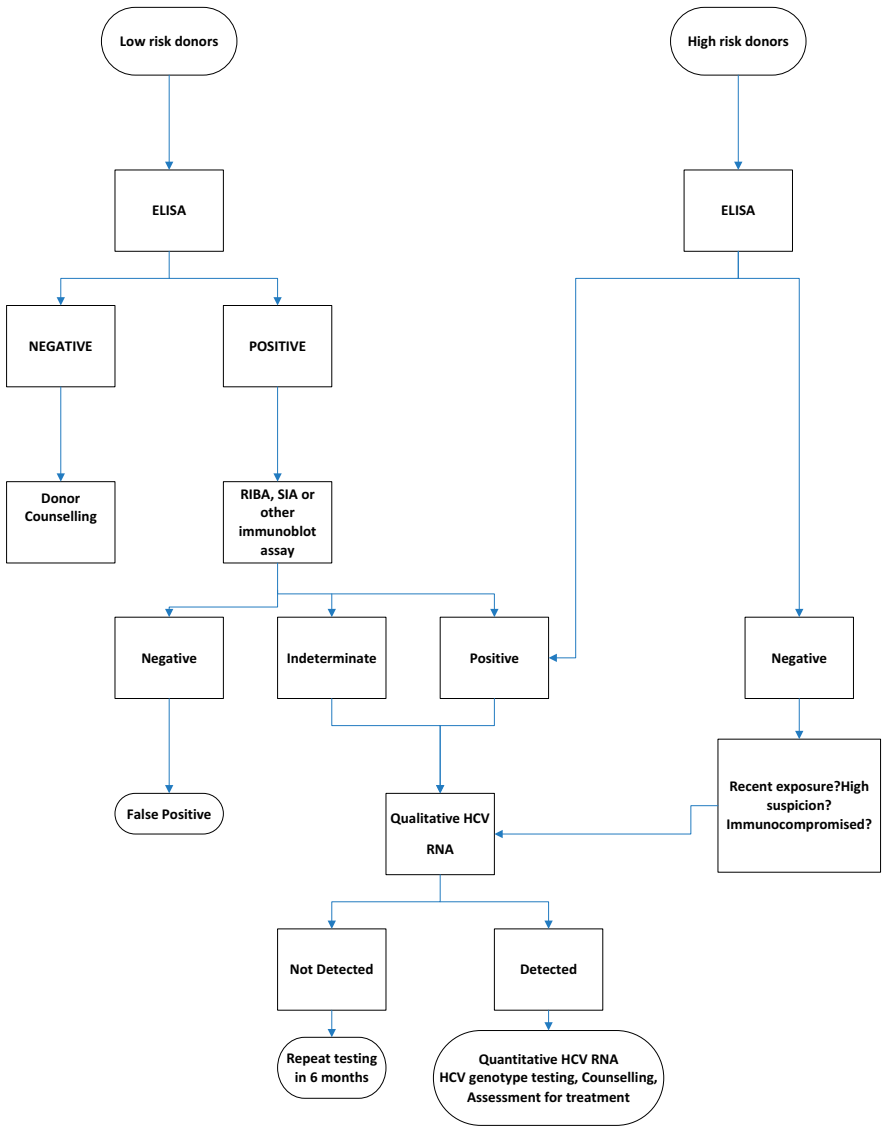 Low risk donors
High risk donors
ELISA
ELISA
NEGATIVE
POSITIVE
Donor
Counselling
RIBA, SIA or
other
immunoblot
assay
Negative
Indeterminate
Positive
Negative
False Positive
Qualitative HCV
RNA
Recent exposure?High
suspicion?
Immunocompromised?
Not Detected
Detected
Repeat testing
in 6 months
Quantitative HCV RNA
HCV genotype testing, Counselling,
Assessment for treatment